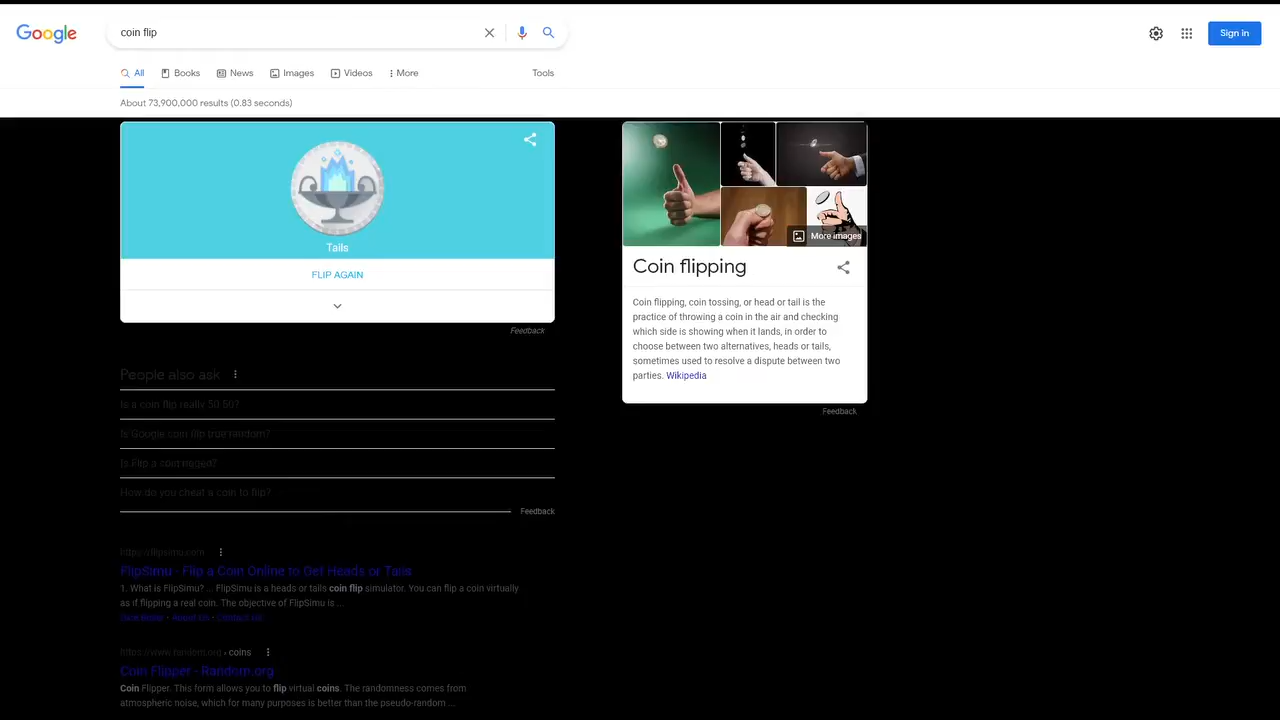 Google
coin flip
Sign in
All
Books
News
Images
Videos
More
Tools
About 73,900,000 results (0.83 seconds)
Tails
FLIP AGAIN
Feedback
More images
Coin flipping
Coin flipping, coin tossing, or head or tail is the
practice of throwing a coin in the air and checking
which side is showing when it lands, in order to
choose between two alternatives, heads or tails,
sometimes used to resolve a dispute between two
parties. Wikipedia
Feedback
People also ask
Is a coin flip really 50 50?
Is Google coin flip true random?
Is Flip a coin rigged?
How do you cheat a coin to flip?
Feedback
https://flipsimu.com
FlipSimu - Flip a Coin Online to Get Heads or Tails
1. What is FlipSimu? ... FlipSimu is a heads or tails coin flip simulator. You can flip a coin virtually
as if flipping a real coin. The objective of FlipSimu is ...
About Us • Contact Us
https://www.random.org › coins
Coin Flipper - Random.org
Coin Flipper. This form allows you to flip virtual coins. The randomness comes from
atmospheric noise, which for many purposes is better than the pseudo-random ...